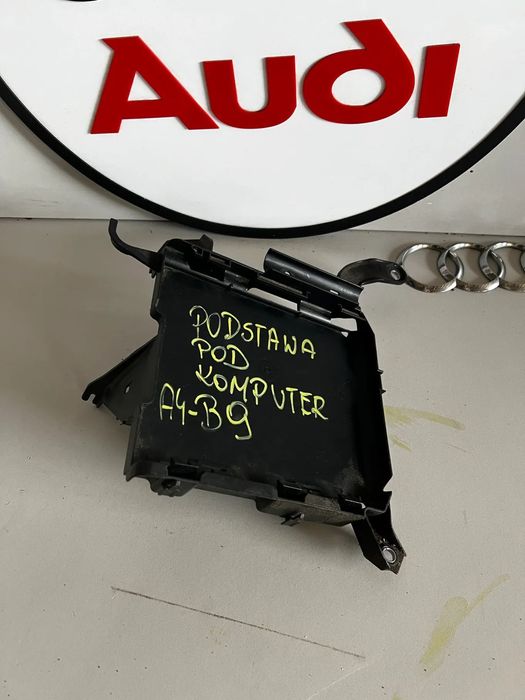 Audi
PODSTAWA
POD
KOMPUTER
A4-B9